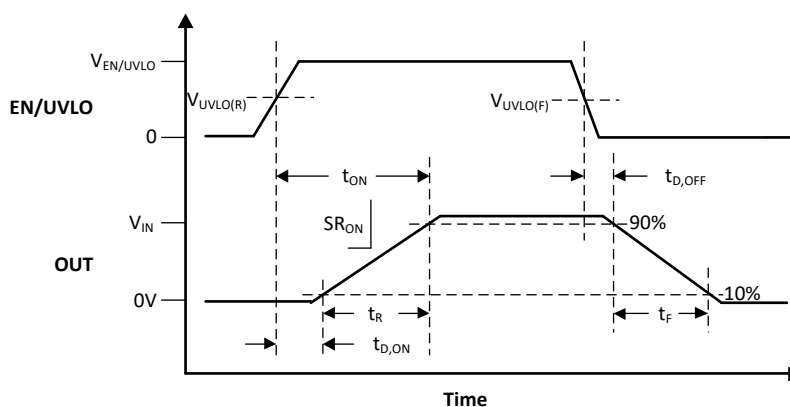 V_EN/UVLO
V_UVLO(R)
V_UVLO(F)
EN/UVLO
0
t_ON
t_D,OFF
V_IN
SR_ON
90%
OUT
0V
10%
t_R
t_F
t_D,ON
Time